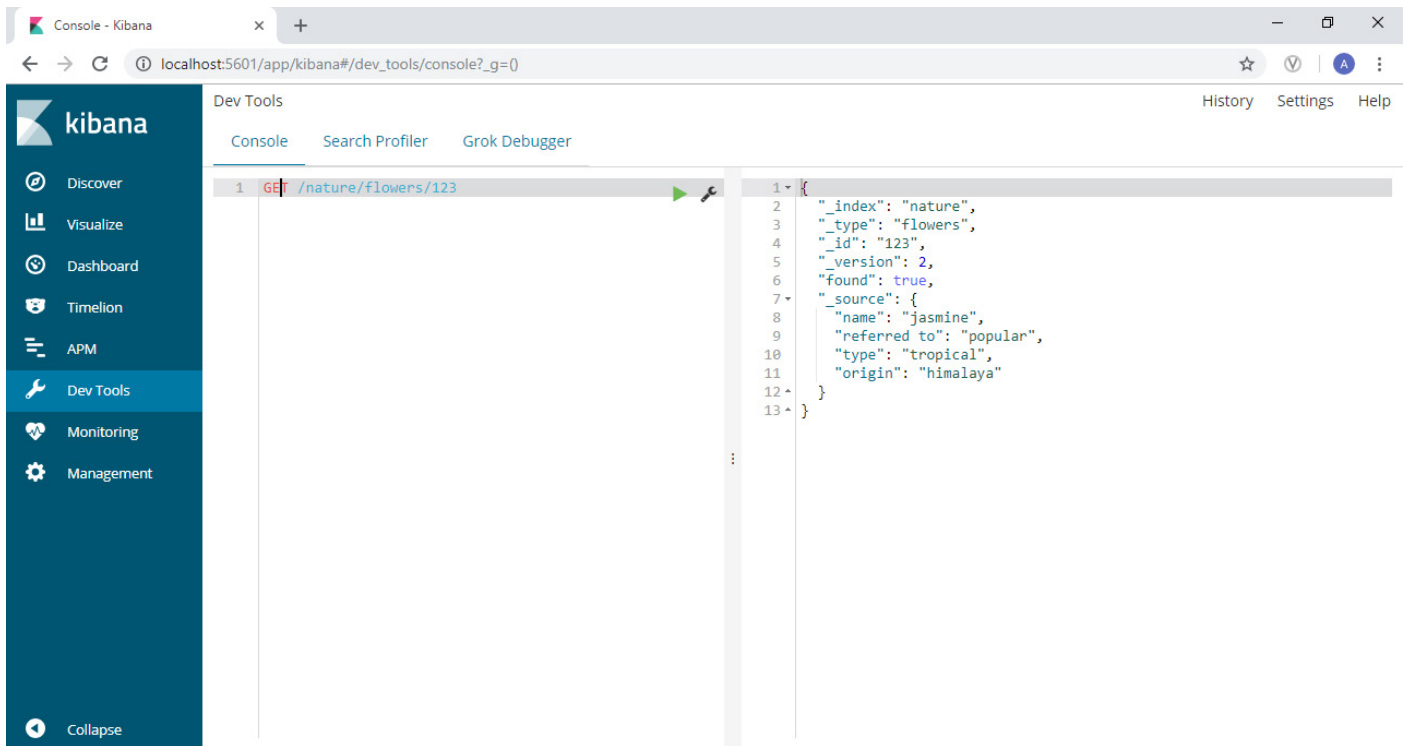 Console - Kibana
localhost:5601/app/kibana#/dev_tools/console?_g=()
A
kibana
Discover
Visualize
Dashboard
Timelion
APM
Dev Tools
Monitoring
Management
Collapse
Dev Tools
History Settings Help
Console Search Profiler Grok Debugger
1 GET /nature/flowers/123
1 {
2 "_index": "nature",
3 "_type": "flowers",
4 "_id": "123",
5 "_version": 2,
6 "found": true,
7 "_source": {
8 "name": "jasmine",
9 "referred to": "popular",
10 "type": "tropical",
11 "origin": "himalaya"
12 }
13 }